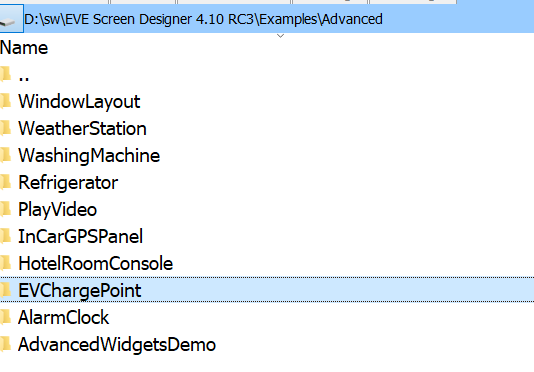 D:\sw\EVE Screen Designer 4.10 RC3\Examples\Advanced
Name
..
WindowLayout
WeatherStation
WashingMachine
Refrigerator
PlayVideo
InCarGPSPanel
HotelRoomConsole
EVChargePoint
AlarmClock
AdvancedWidgetsDemo